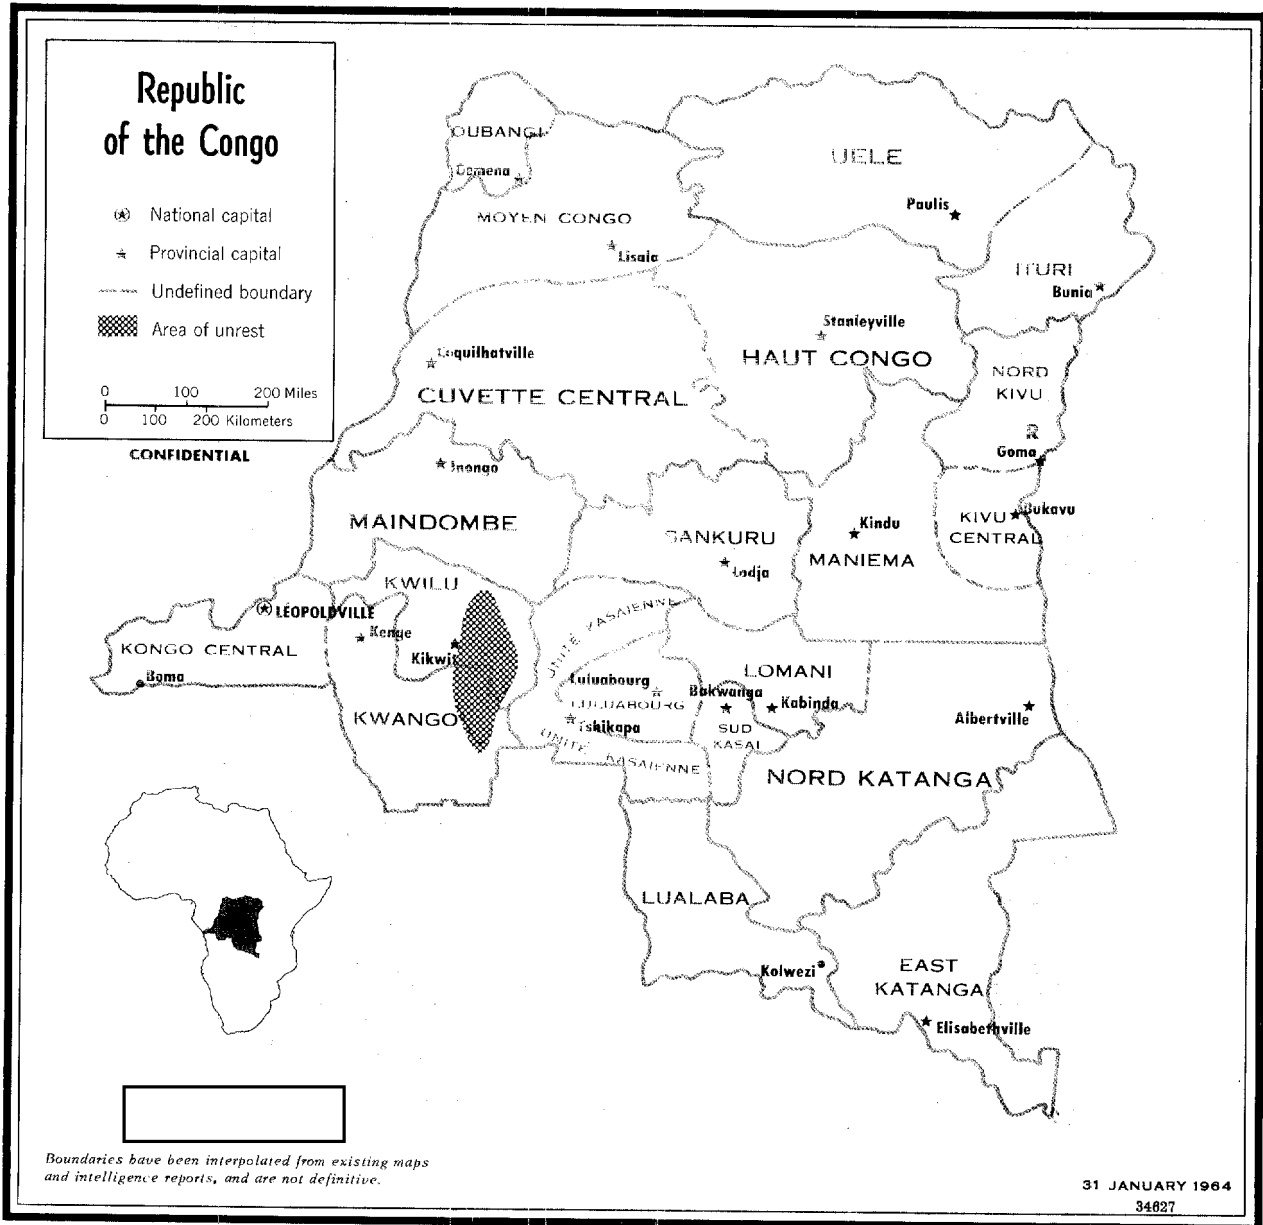 Republic
of the Congo
National capital
Provincial capital
Undefined boundary
Area of unrest
0 100 200 Miles
0 100 200 Kilometers
CONFIDENTIAL
OUBANGI
Gemena
MOYEN CONGO
Lisala
UELE
Paulis
ITURI
Bunia
Stanleyville
HAUT CONGO
Coquilhatville
CUVETTE CENTRAL
NORD
KIVU
R
Goma
Inongo
MAINDOMBE
SANKURU
Lodja
Kindu
MANIEMA
KIVU
CENTRAL
Bukavu
KWILU
LÉOPOLDVILLE
Kenge
KONGO CENTRAL
Boma
Kikwit
KWANGO
UNITÉ KASAIENNE
Luluabourg
LULUABOURG
Tshikapa
UNITÉ KASAIENNE
LOMANI
Bakwanga
Kabinda
SUD
KASAI
Albertville
NORD KATANGA
LUALABA
Kolwezi
EAST
KATANGA
Elisabethville
Boundaries have been interpolated from existing maps
and intelligence reports, and are not definitive.
31 JANUARY 1964
34627